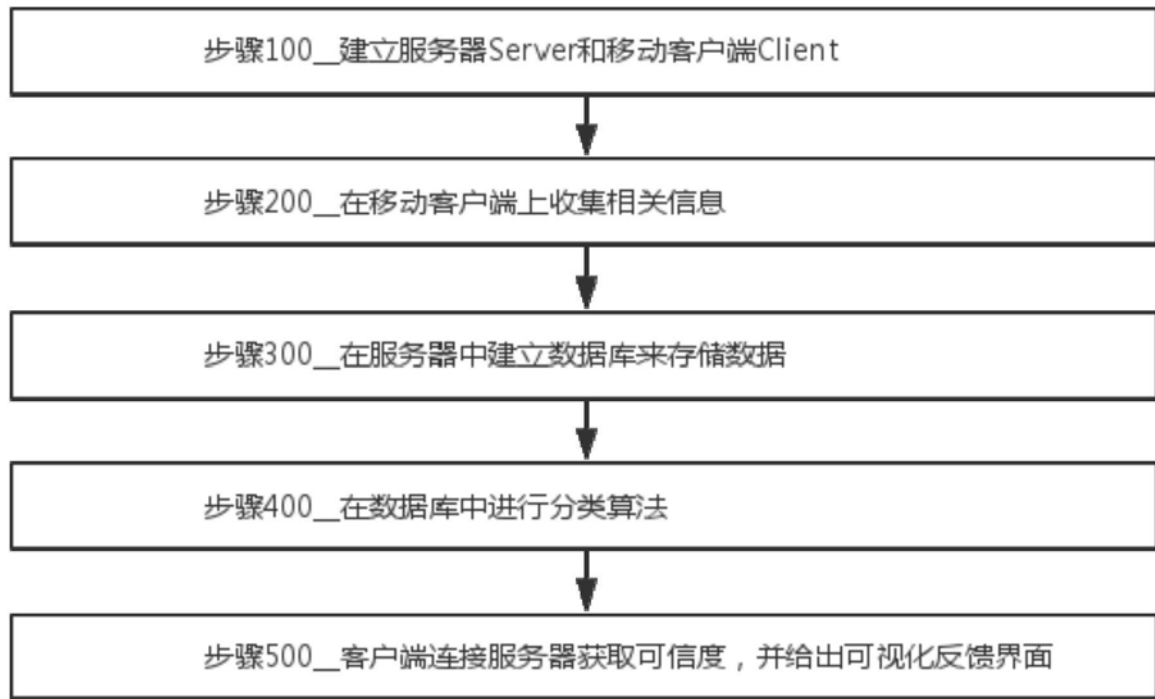 步骤100__建立服务器Server和移动客户端Client
步骤200__在移动客户端上收集相关信息
步骤300__在服务器中建立数据库来存储数据
步骤400__在数据库中进行分类算法
步骤500__客户端连接服务器获取可信度，并给出可视化反馈界面